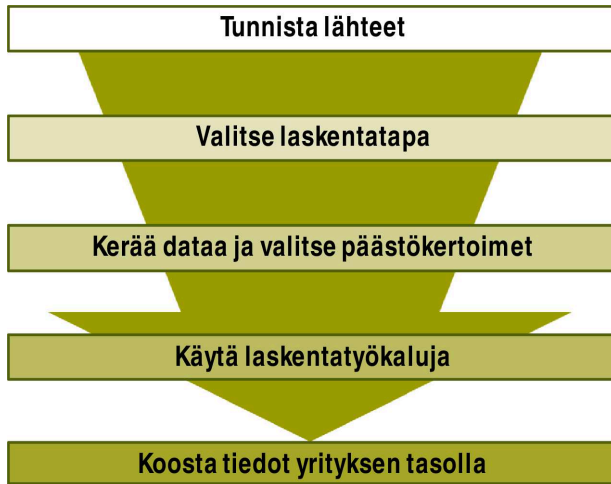 Tunnista lähteet
Valitse laskentatapa
Kerää dataa ja valitse päästökertoimet
Käytä laskentatyökaluja
Koosta tiedot yrityksen tasolla